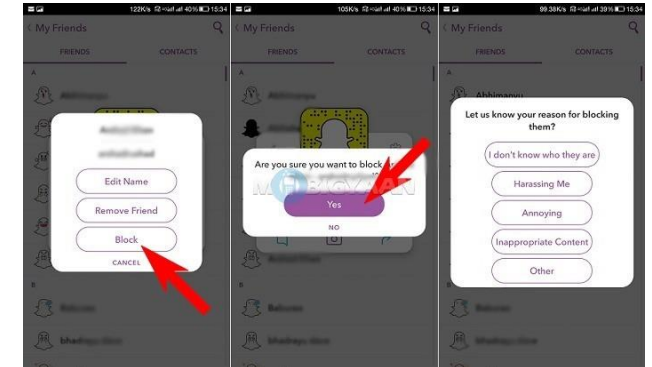 122K/s 40% 15:34
My Friends
FRIENDS CONTACTS
A
Edit Name
Remove Friend
Block
CANCEL
B
105K/s 40% 15:34
My Friends
FRIENDS CONTACTS
A
Are you sure you want to block
MOBIGYAAN
Yes
NO
B
99.38K/s 39% 15:34
My Friends
FRIENDS CONTACTS
A
Abhimanyu
Let us know your reason for blocking
them?
I don't know who they are
Harassing Me
Annoying
Inappropriate Content
Other
B